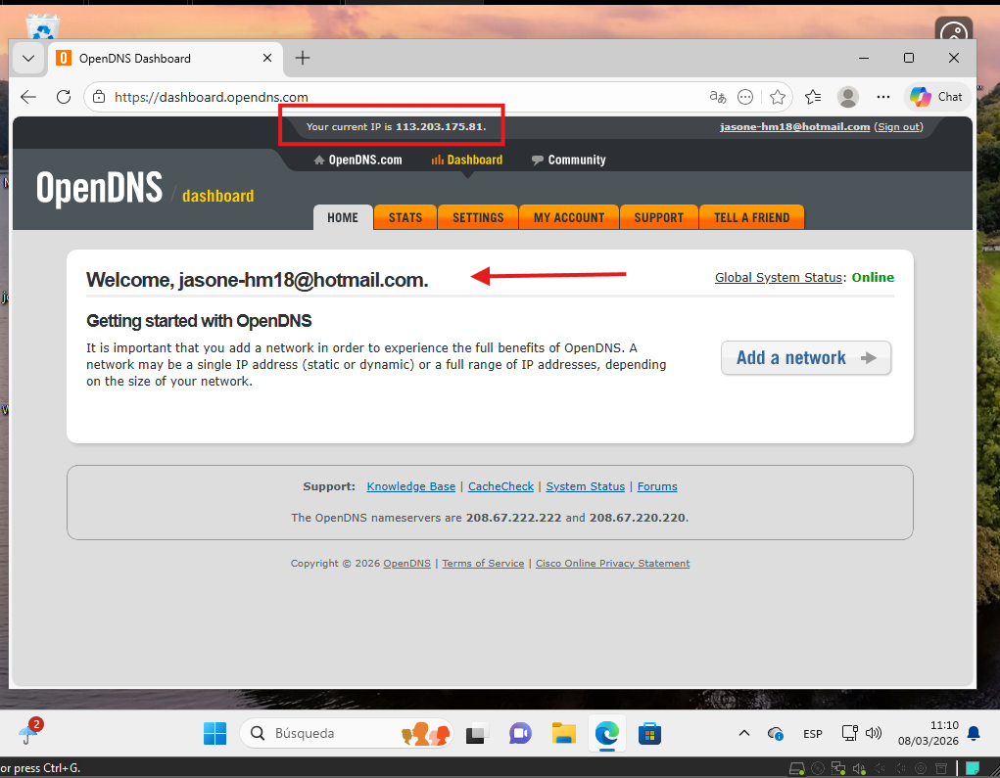 OpenDNS Dashboard
https://dashboard.opendns.com
Chat
Your current IP is 113.203.175.81.
jasone-hm18@hotmail.com (Sign out)
OpenDNS.com
Dashboard
Community
OpenDNS / dashboard
HOME
STATS
SETTINGS
MY ACCOUNT
SUPPORT
TELL A FRIEND
Welcome, jasone-hm18@hotmail.com.
Global System Status: Online
Getting started with OpenDNS
It is important that you add a network in order to experience the full benefits of OpenDNS. A
network may be a single IP address (static or dynamic) or a full range of IP addresses, depending
on the size of your network.
Add a network
Support: Knowledge Base | CacheCheck | System Status | Forums
The OpenDNS nameservers are 208.67.222.222 and 208.67.220.220.
Copyright © 2026 OpenDNS | Terms of Service | Cisco Online Privacy Statement
2
Búsqueda
ESP
11:10
08/03/2026
or press Ctrl+G.